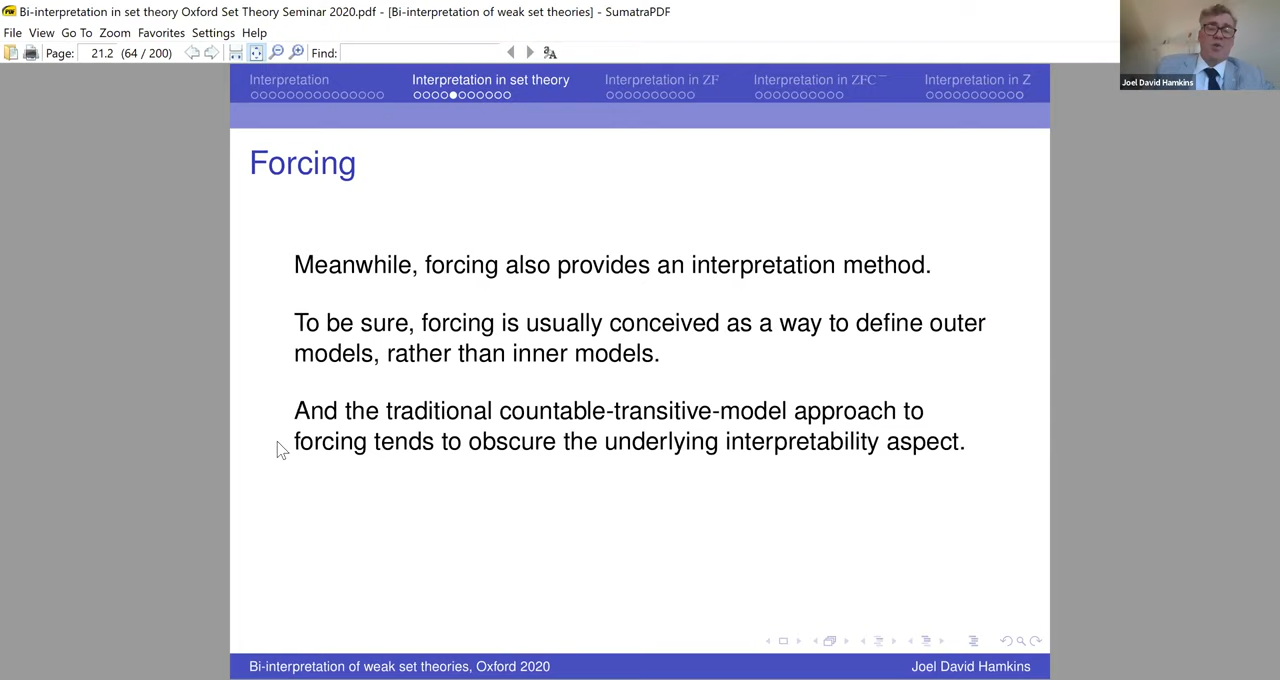 Bi-interpretation in set theory Oxford Set Theory Seminar 2020.pdf - [Bi-interpretation of weak set theories] - SumatraPDF
File View Go To Zoom Favorites Settings Help
Page: 21.2 (64 / 200) Find:
Joel David Hamkins
Interpretation Interpretation in set theory Interpretation in ZF Interpretation in ZFC⁻ Interpretation in Z
Forcing
Meanwhile, forcing also provides an interpretation method.
To be sure, forcing is usually conceived as a way to define outer
models, rather than inner models.
And the traditional countable-transitive-model approach to
forcing tends to obscure the underlying interpretability aspect.
Bi-interpretation of weak set theories, Oxford 2020 Joel David Hamkins